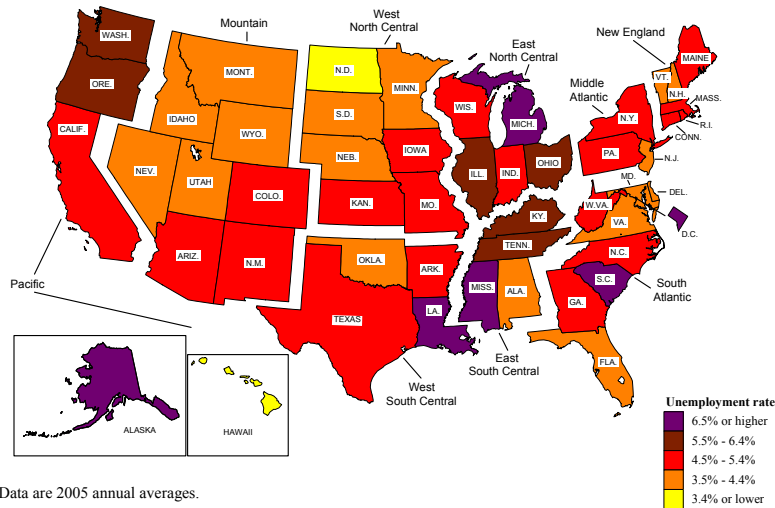 West
North Central
Mountain
East
North Central
New England
Middle
Atlantic
WASH.
ORE.
CALIF.
IDAHO
MONT.
WYO.
NEV.
UTAH
COLO.
ARIZ.
N.M.
N.D.
S.D.
NEB.
KAN.
OKLA.
TEXAS
MINN.
IOWA
MO.
ARK.
LA.
WIS.
MICH.
ILL.
IND.
OHIO
KY.
TENN.
MISS.
ALA.
MAINE
VT.
N.H.
MASS.
R.I.
CONN.
N.Y.
PA.
N.J.
MD.
DEL.
D.C.
W.VA.
VA.
N.C.
S.C.
GA.
FLA.
Pacific
South
Atlantic
East
South Central
West
South Central
ALASKA
HAWAII
Unemployment rate
6.5% or higher
5.5% - 6.4%
4.5% - 5.4%
3.5% - 4.4%
3.4% or lower
Data are 2005 annual averages.